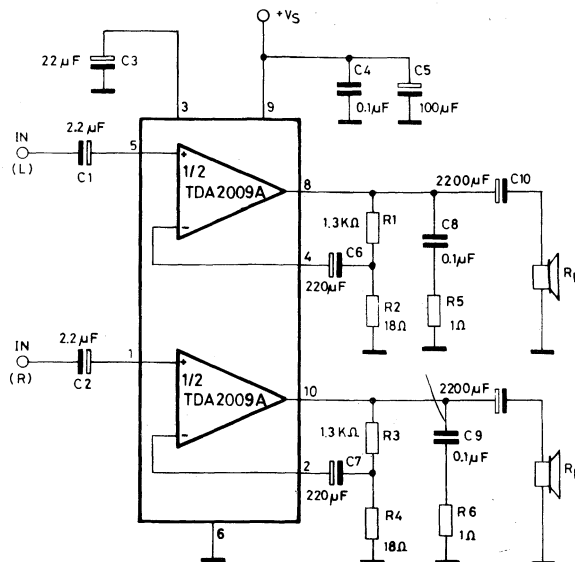 +VS
22µF
C3
C4
0.1µF
C5
100µF
3
9
2.2µF
IN
(L)
C1
5
1/2
TDA2009A
+
−
8
2200µF
C10
1.3KΩ
R1
C8
0.1µF
4
C6
220µF
R2
18Ω
R5
1Ω
2.2µF
IN
(R)
C2
1
1/2
TDA2009A
+
−
10
2200µF
1.3KΩ
R3
C9
0.1µF
2
C7
220µF
R4
18Ω
R6
1Ω
6